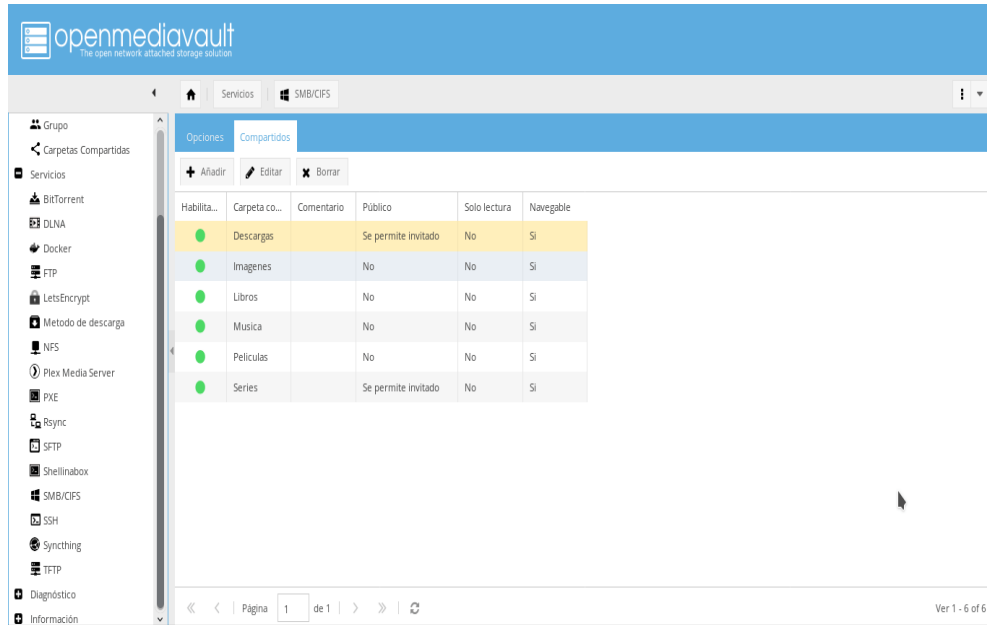 openmediavault
The open network attached storage solution
Servicios
SMB/CIFS
Grupo
Carpetas Compartidas
Servicios
BitTorrent
DLNA
Docker
FTP
LetsEncrypt
Metodo de descarga
NFS
Plex Media Server
PXE
Rsync
SFTP
Shellinabox
SMB/CIFS
SSH
Syncthing
TFTP
Diagnóstico
Información
Opciones Compartidos
Añadir Editar Borrar
Habilita... Carpeta co... Comentario Público Solo lectura Navegable
Descargas Se permite invitado No Si
Imagenes No No Si
Libros No No Si
Musica No No Si
Peliculas No No Si
Series Se permite invitado No Si
Página 1 de 1
Ver 1 - 6 of 6